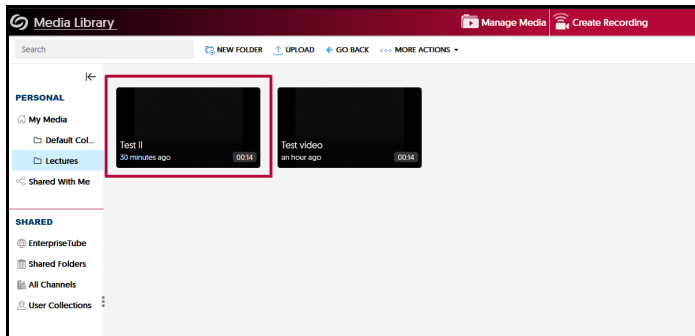 Media Library
Manage Media
Create Recording
Search
NEW FOLDER
UPLOAD
GO BACK
MORE ACTIONS
PERSONAL
My Media
Default Col...
Lectures
Shared With Me
SHARED
EnterpriseTube
Shared Folders
All Channels
User Collections
Test II
30 minutes ago
00:14
Test video
an hour ago
00:14